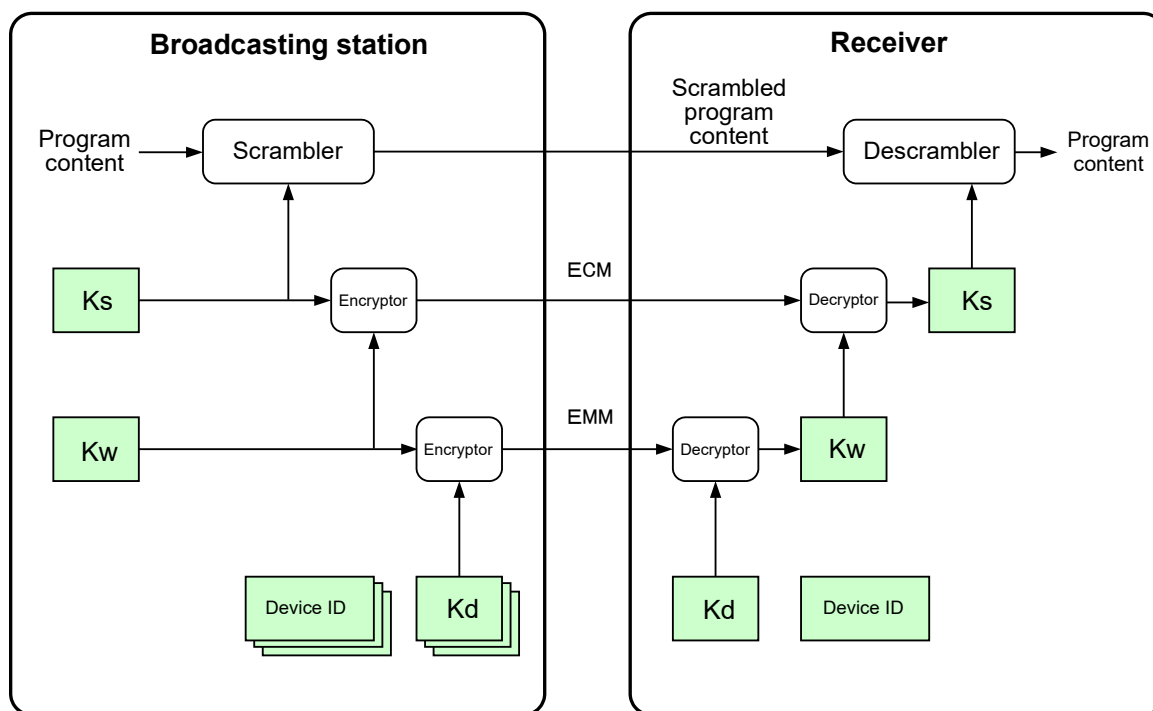 Broadcasting station
Receiver
Scrambled
program
content
Program
content
Scrambler
Descrambler
Program
content
ECM
Ks
Encryptor
Decryptor
Ks
EMM
Kw
Encryptor
Decryptor
Kw
Device ID
Kd
Kd
Device ID